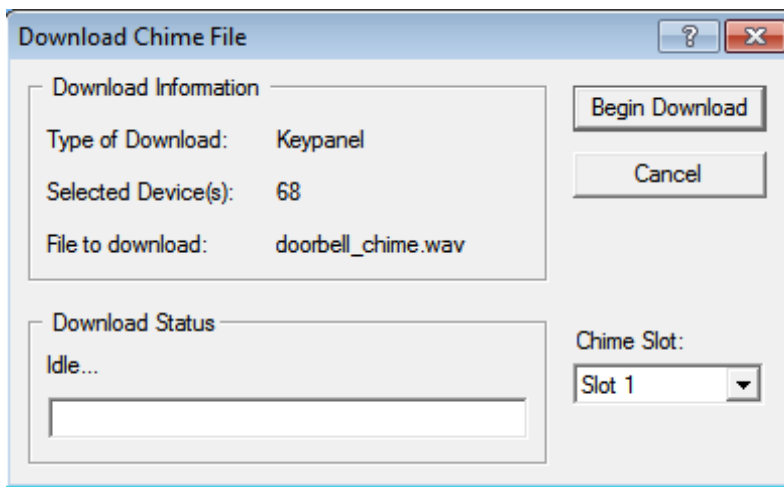 Download Chime File
Download Information
Type of Download: Keypanel
Selected Device(s): 68
File to download: doorbell_chime.wav
Begin Download
Cancel
Download Status
Idle...
Chime Slot:
Slot 1